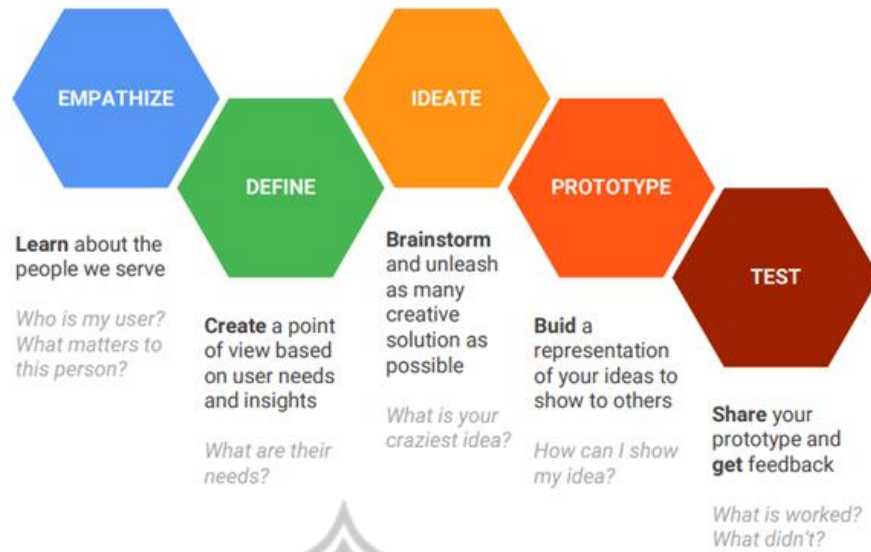 EMPATHIZE
Learn about the
people we serve
Who is my user?
What matters to
this person?
DEFINE
Create a point
of view based
on user needs
and insights
What are their
needs?
IDEATE
Brainstorm
and unleash
as many
creative
solution as
possible
What is your
craziest idea?
PROTOTYPE
Buid a
representation
of your ideas to
show to others
How can I show
my idea?
TEST
Share your
prototype and
get feedback
What is worked?
What didn't?